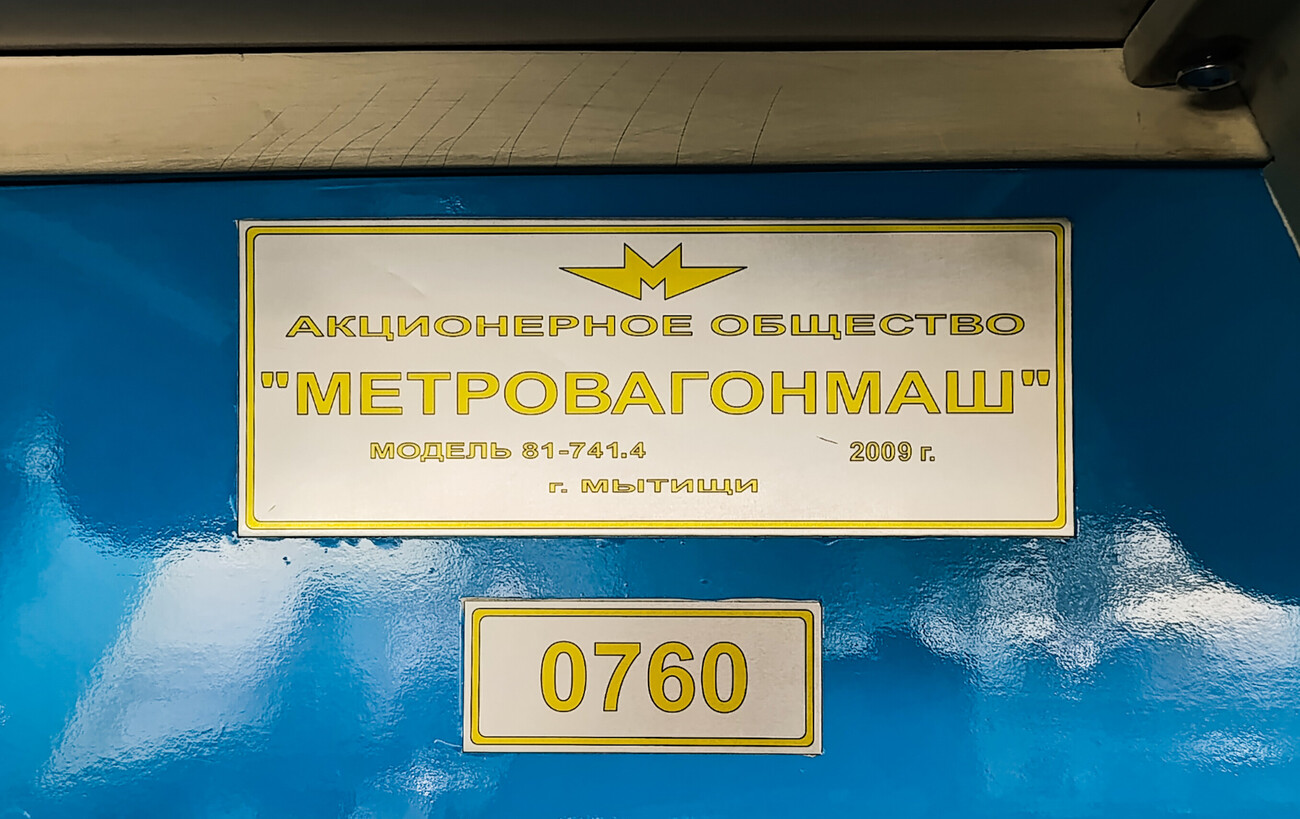 АКЦИОНЕРНОЕ ОБЩЕСТВО
"МЕТРОВАГОНМАШ"
МОДЕЛЬ 81-741.4 2009 г.
г. МЫТИЩИ
0760